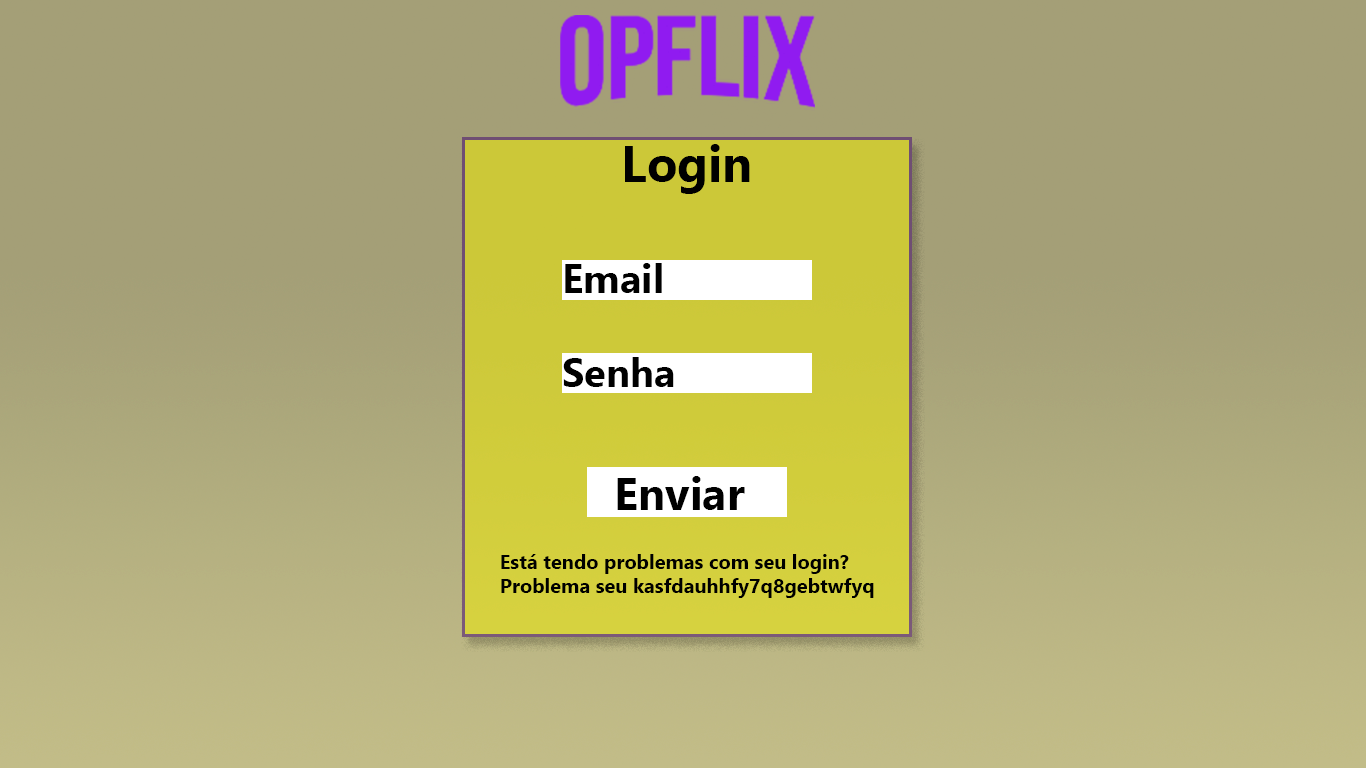 OPFLIX
Login
Email
Senha
Enviar
Está tendo problemas com seu login?
Problema seu kasfdauhhfy7q8gebtwfyq